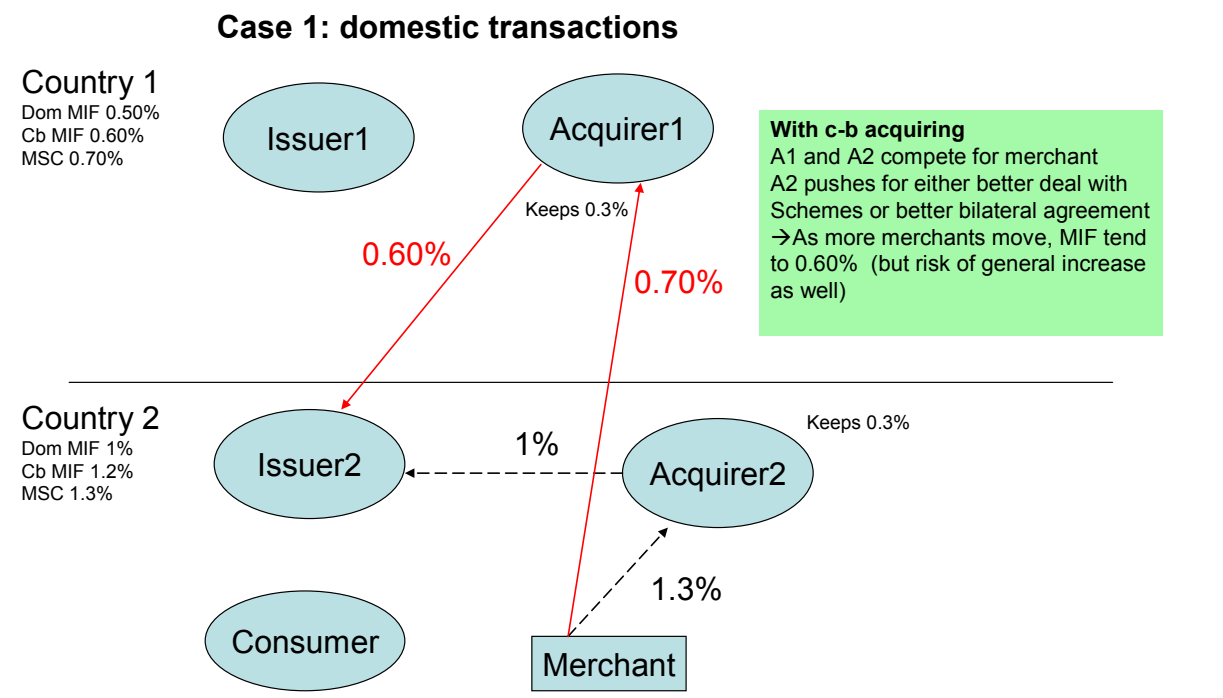 Case 1: domestic transactions
Country 1
Dom MIF 0.50%
Cb MIF 0.60%
MSC 0.70%
Issuer1
Acquirer1
Keeps 0.3%
0.60%
0.70%
With c-b acquiring
A1 and A2 compete for merchant
A2 pushes for either better deal with
Schemes or better bilateral agreement
→As more merchants move, MIF tend
to 0.60%  (but risk of general increase
as well)
Country 2
Dom MIF 1%
Cb MIF 1.2%
MSC 1.3%
Issuer2
1%
Acquirer2
Keeps 0.3%
1.3%
Consumer
Merchant